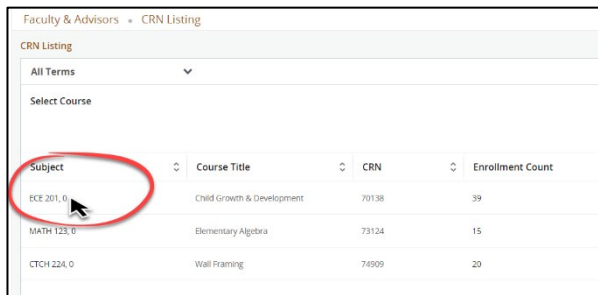 Faculty & Advisors • CRN Listing
CRN Listing
All Terms
Select Course
Subject Course Title CRN Enrollment Count
ECE 201, 0 Child Growth & Development 70138 39
MATH 123, 0 Elementary Algebra 73124 15
CTCH 224, 0 Wall Framing 74909 20